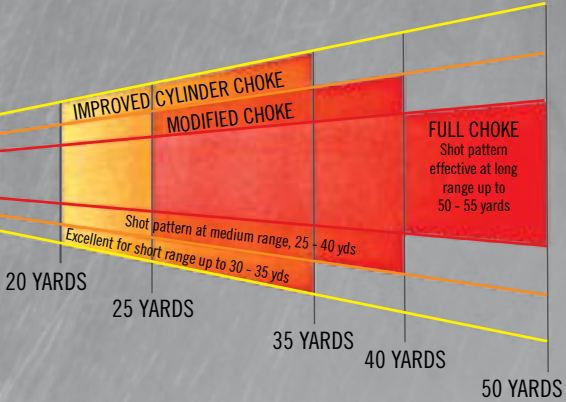 IMPROVED CYLINDER CHOKE
MODIFIED CHOKE
FULL CHOKE
Shot pattern
effective at long
range up to
50 - 55 yards
Shot pattern at medium range, 25 - 40 yds
Excellent for short range up to 30 - 35 yds
20 YARDS
25 YARDS
35 YARDS
40 YARDS
50 YARDS